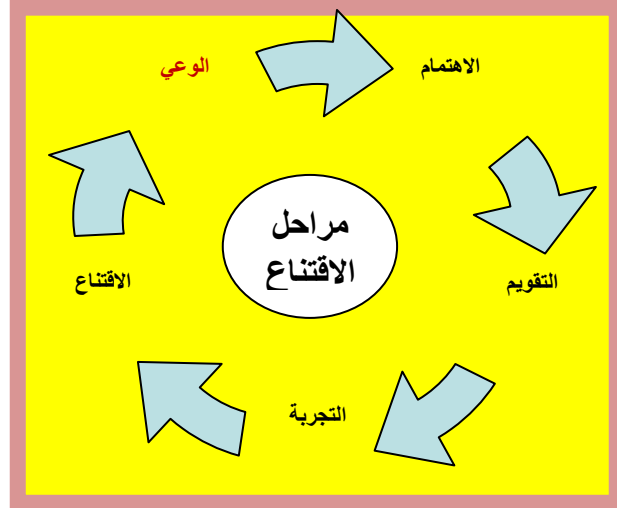 الوعي
الاهتمام
التقويم
التجربة
الاقتناع
مراحل
الاقتناع